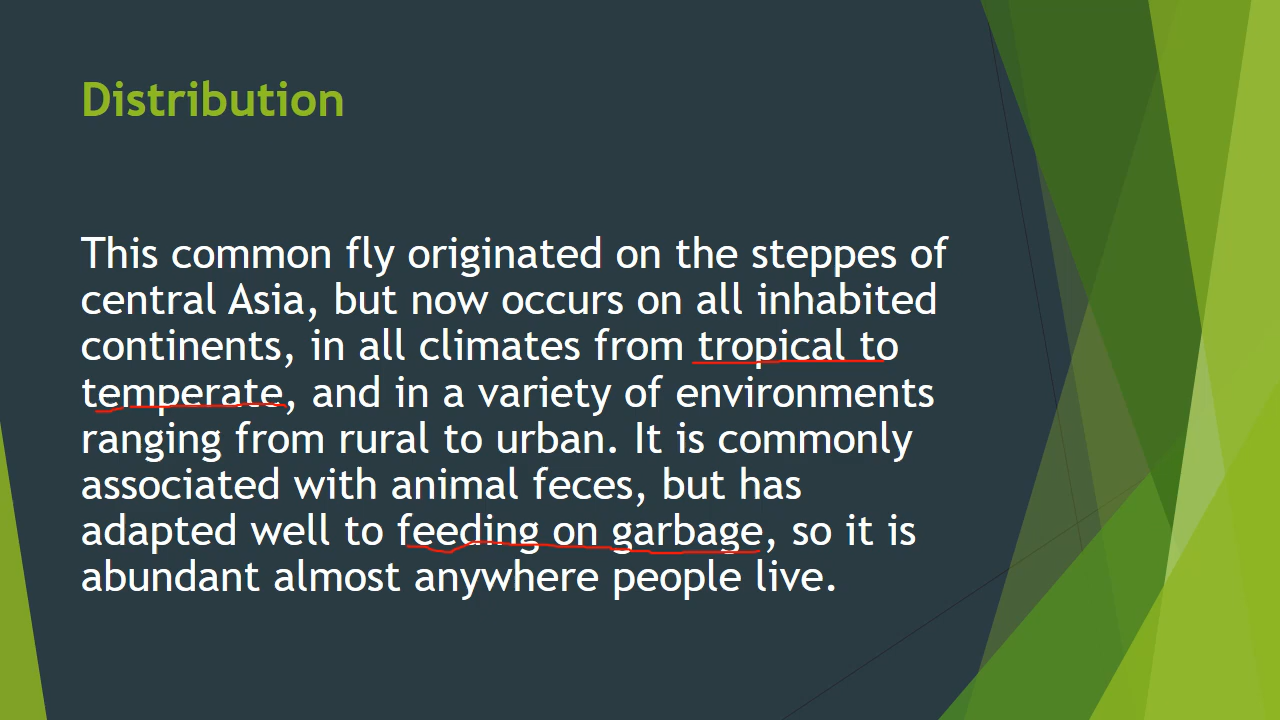 Distribution
This common fly originated on the steppes of
central Asia, but now occurs on all inhabited
continents, in all climates from tropical to
temperate, and in a variety of environments
ranging from rural to urban. It is commonly
associated with animal feces, but has
adapted well to feeding on garbage, so it is
abundant almost anywhere people live.